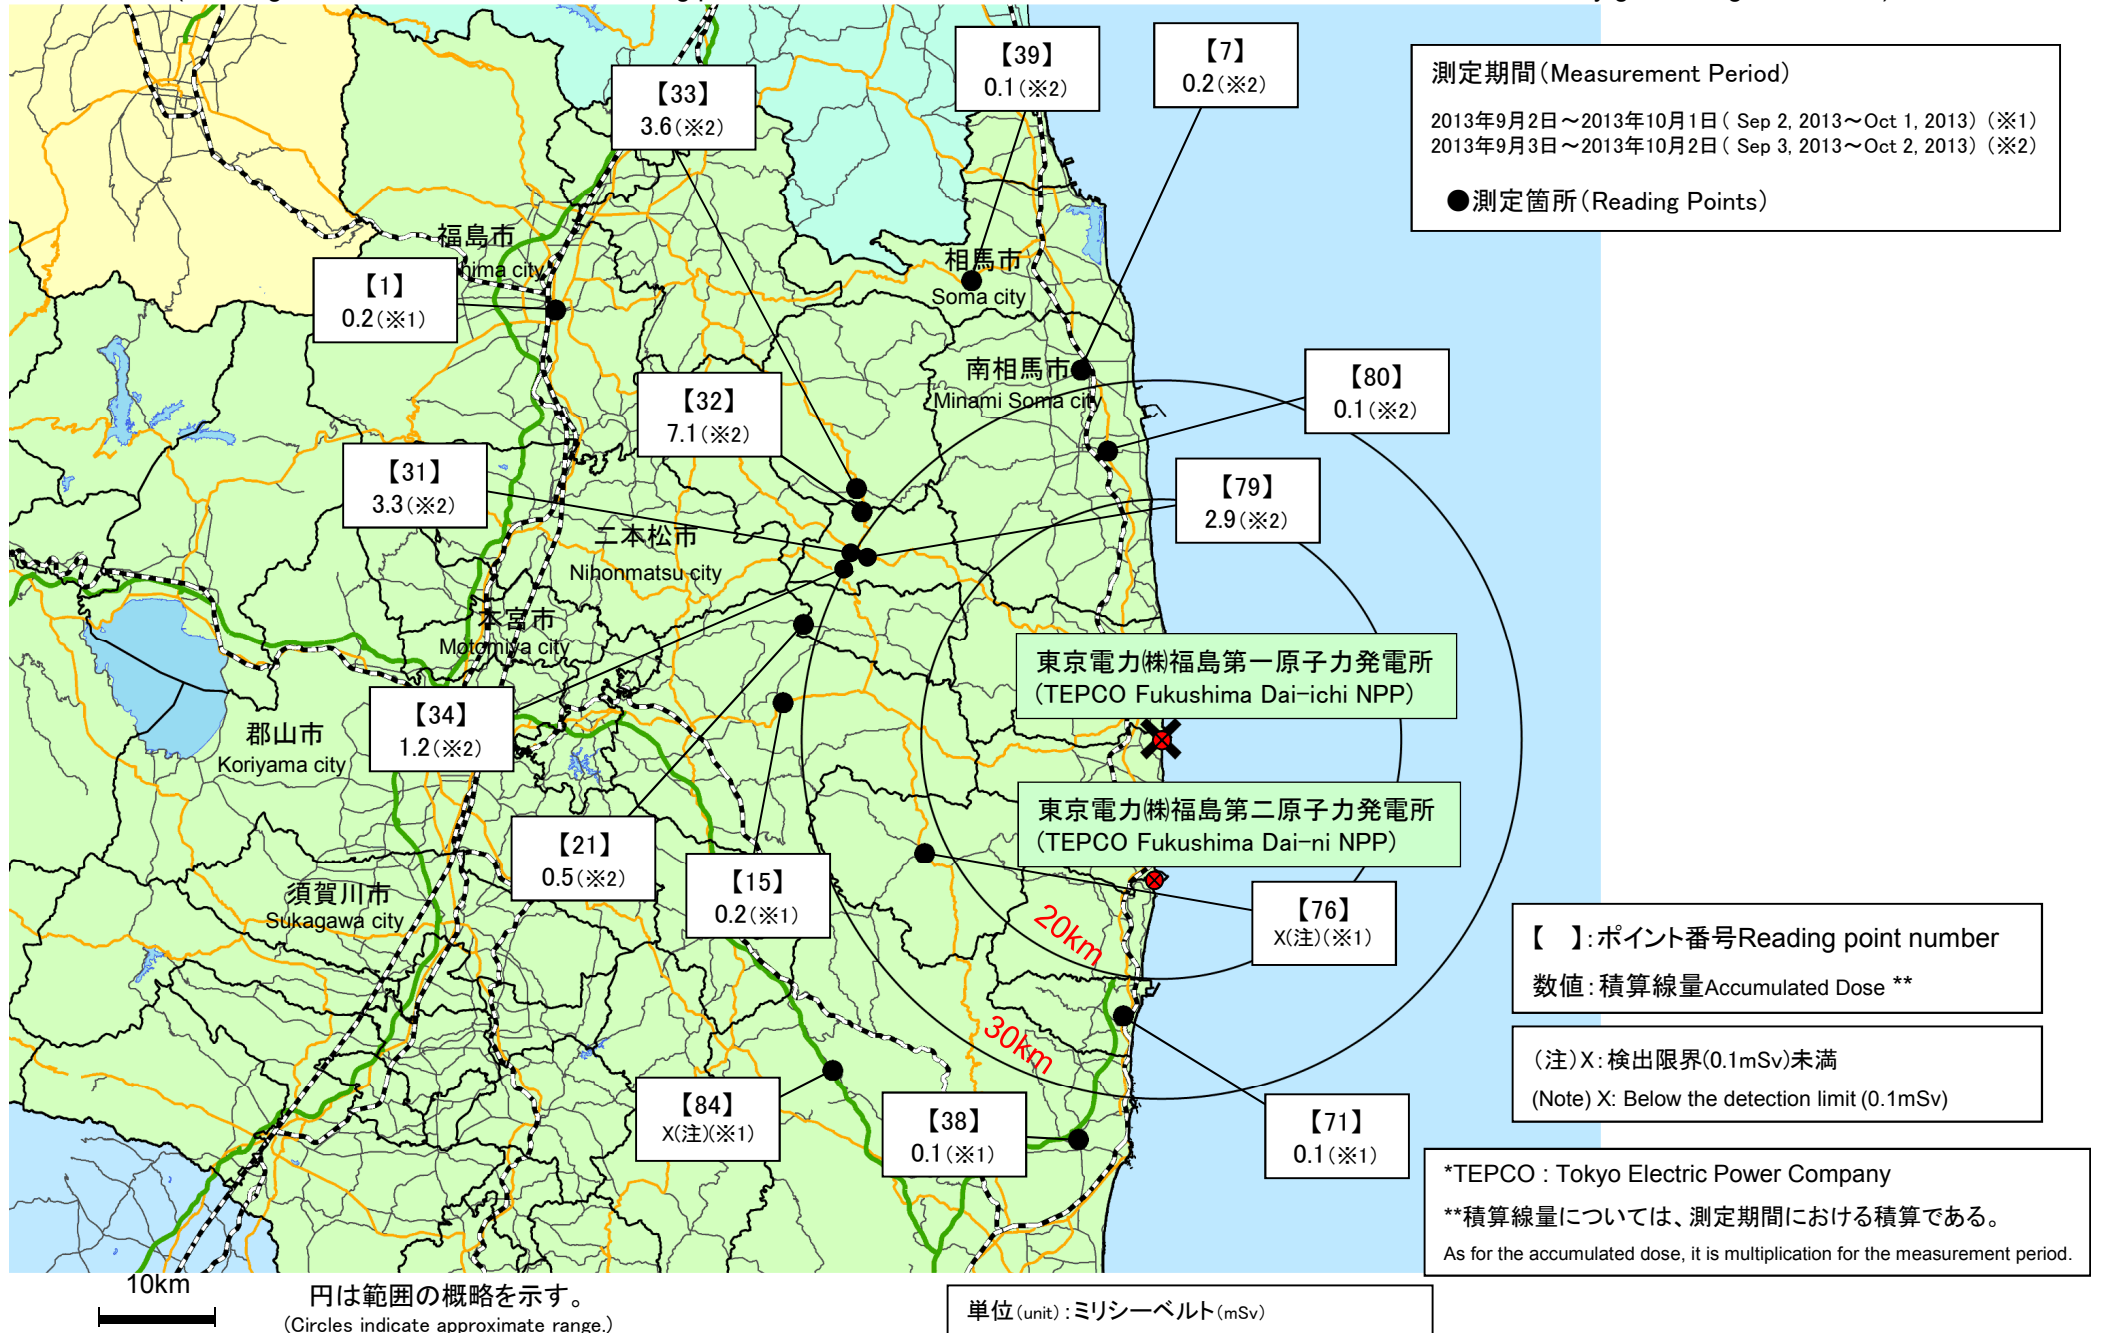 【39】
0.1(※2)
【7】
0.2(※2)
【33】
3.6(※2)
測定期間(Measurement Period)
2013年9月2日～2013年10月1日( Sep 2, 2013～Oct 1, 2013) (※1)
2013年9月3日～2013年10月2日( Sep 3, 2013～Oct 2, 2013) (※2)
●測定箇所(Reading Points)
福島市
hima city
【1】
0.2(※1)
相馬市
Soma city
南相馬市
Minami Soma city
【80】
0.1(※2)
【32】
7.1(※2)
【31】
3.3(※2)
【79】
2.9(※2)
二本松市
Nihonmatsu city
本宮市
Motomiya city
東京電力㈱福島第一原子力発電所
(TEPCO Fukushima Dai-ichi NPP)
【34】
1.2(※2)
郡山市
Koriyama city
東京電力㈱福島第二原子力発電所
(TEPCO Fukushima Dai-ni NPP)
【21】
0.5(※2)
【15】
0.2(※1)
須賀川市
Sukagawa city
【76】
X(注)(※1)
20km
30km
【　】:ポイント番号Reading point number
数値:積算線量Accumulated Dose **
(注)X:検出限界(0.1mSv)未満
(Note) X: Below the detection limit (0.1mSv)
【84】
X(注)(※1)
【38】
0.1(※1)
【71】
0.1(※1)
*TEPCO : Tokyo Electric Power Company
**積算線量については、測定期間における積算である。
As for the accumulated dose, it is multiplication for the measurement period.
10km
円は範囲の概略を示す。
(Circles indicate approximate range.)
単位(unit):ミリシーベルト(mSv)